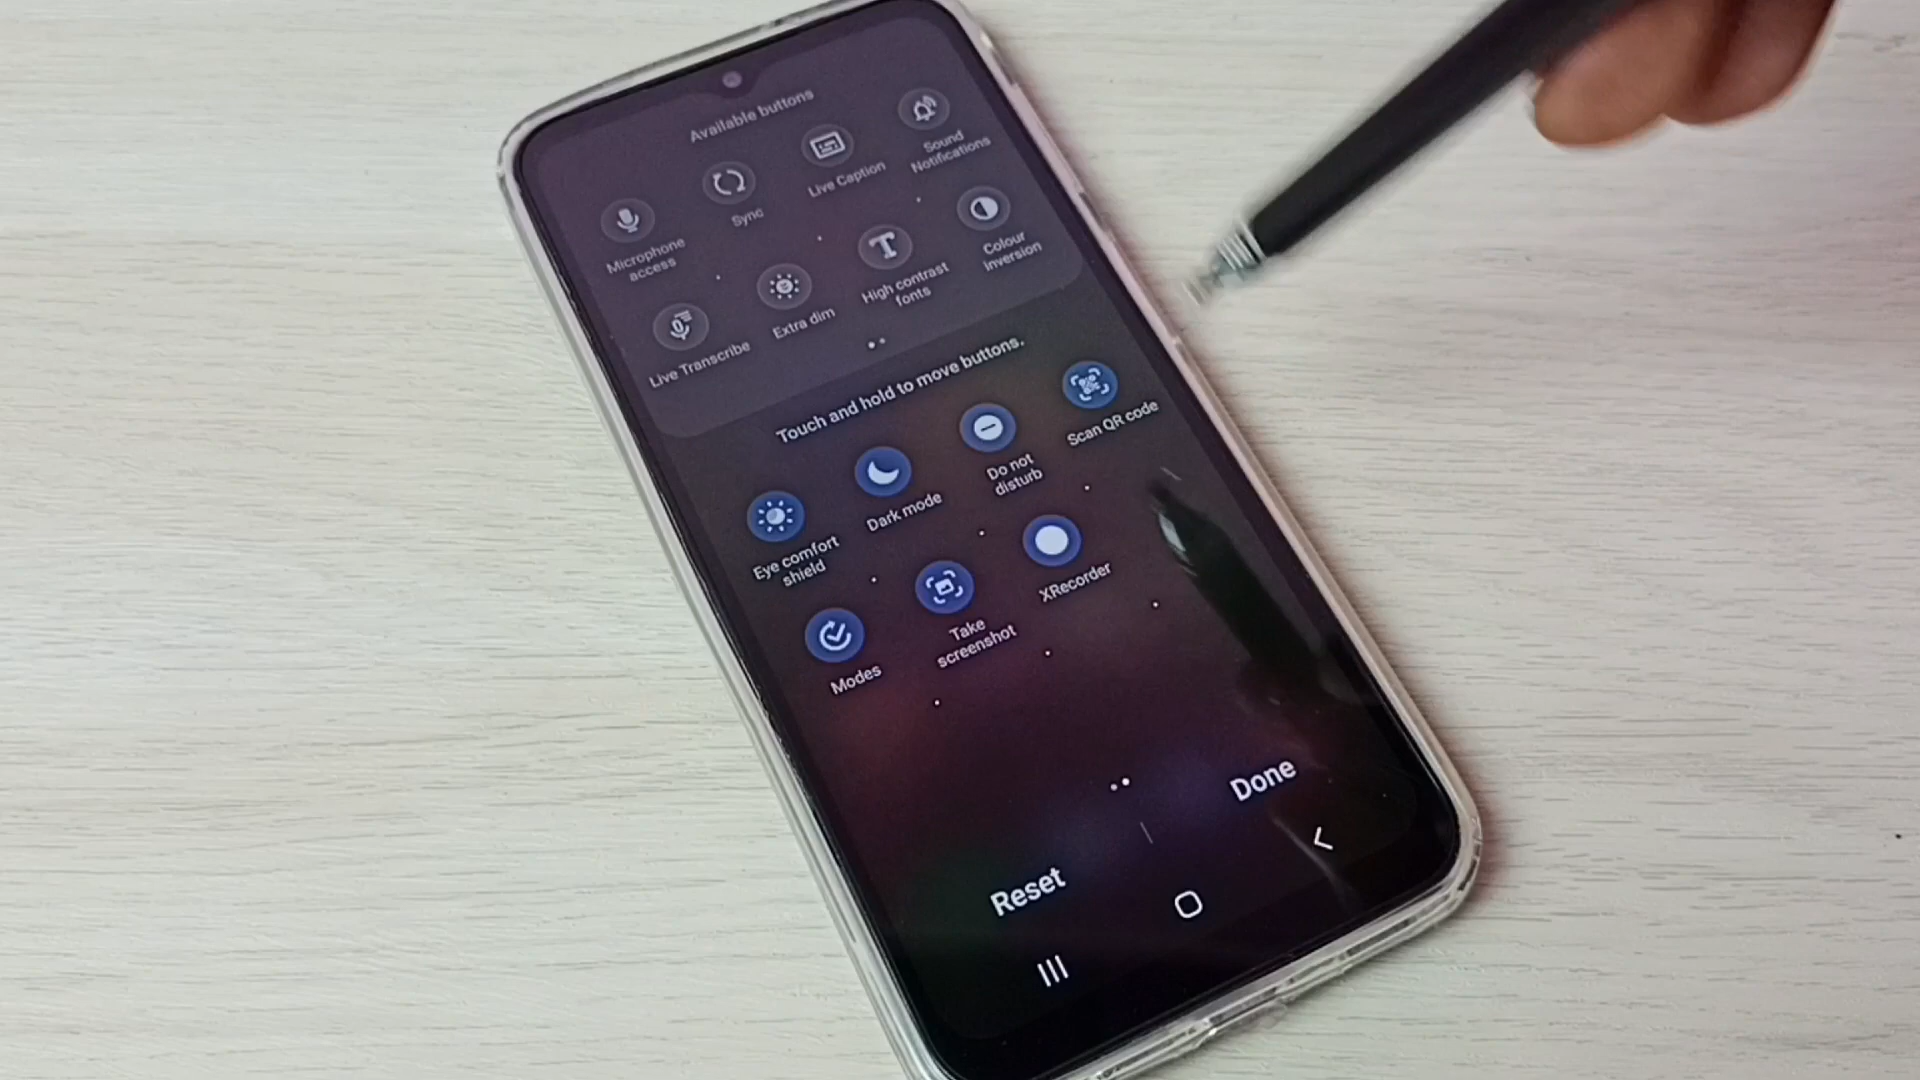 Available buttons
Microphone
access
Sync
Live Caption
Sound
Notifications
Live Transcribe
Extra dim
High contrast
fonts
Colour
inversion
Touch and hold to move buttons.
Eye comfort
shield
Dark mode
Do not
disturb
Scan QR code
Modes
Take
screenshot
XRecorder
Reset
Done